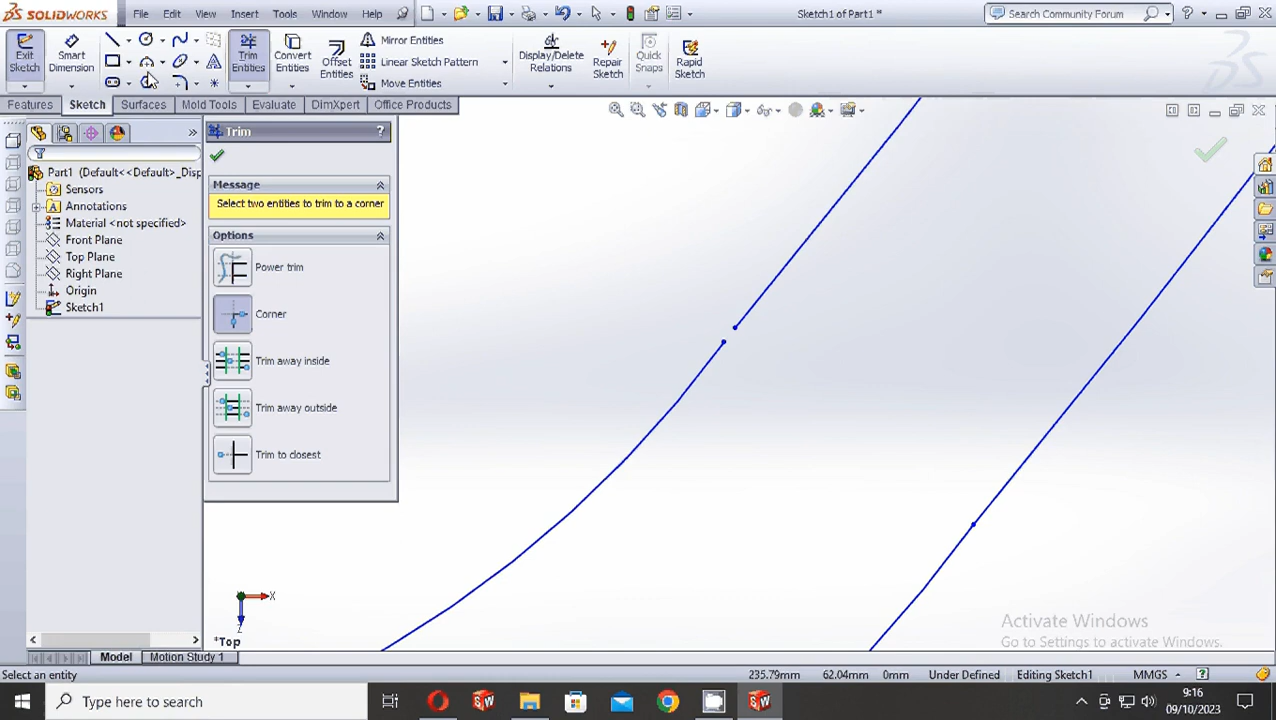 SOLIDWORKS File Edit View Insert Tools Window Help Sketch1 of Part1 * Search Community Forum ?
Exit Sketch
Smart Dimension
Trim Entities
Convert Entities
Offset Entities
Mirror Entities
Linear Sketch Pattern
Move Entities
Display/Delete Relations
Repair Sketch
Quick Snaps
Rapid Sketch
Features Sketch Surfaces Mold Tools Evaluate DimXpert Office Products
Part1 (Default<<Default>_Disp
Sensors
Annotations
Material <not specified>
Front Plane
Top Plane
Right Plane
Origin
Sketch1
Trim ?
Message
Select two entities to trim to a corner
Options
Power trim
Corner
Trim away inside
Trim away outside
Trim to closest
X
Z
*Top
Activate Windows
Go to Settings to activate Windows.
Model Motion Study 1
Select an entity 235.79mm 62.04mm 0mm Under Defined Editing Sketch1 MMGS ?
Type here to search
9:16
09/10/2023